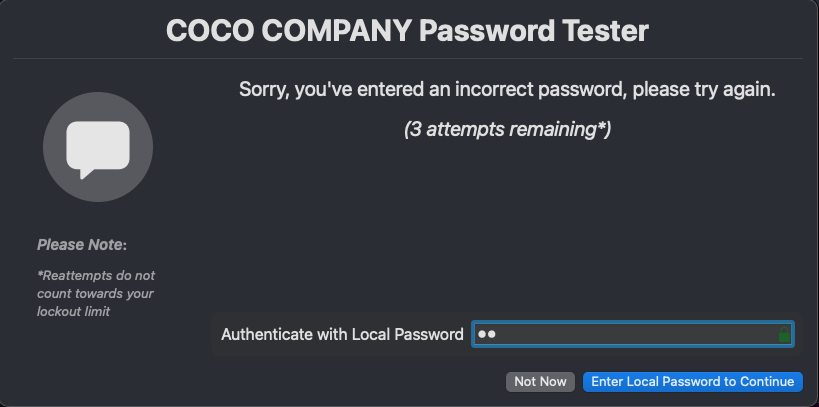 COCO COMPANY Password Tester
Sorry, you've entered an incorrect password, please try again.
(3 attempts remaining*)
Please Note:
*Reattempts do not
count towards your
lockout limit
Authenticate with Local Password ●●
Not Now
Enter Local Password to Continue